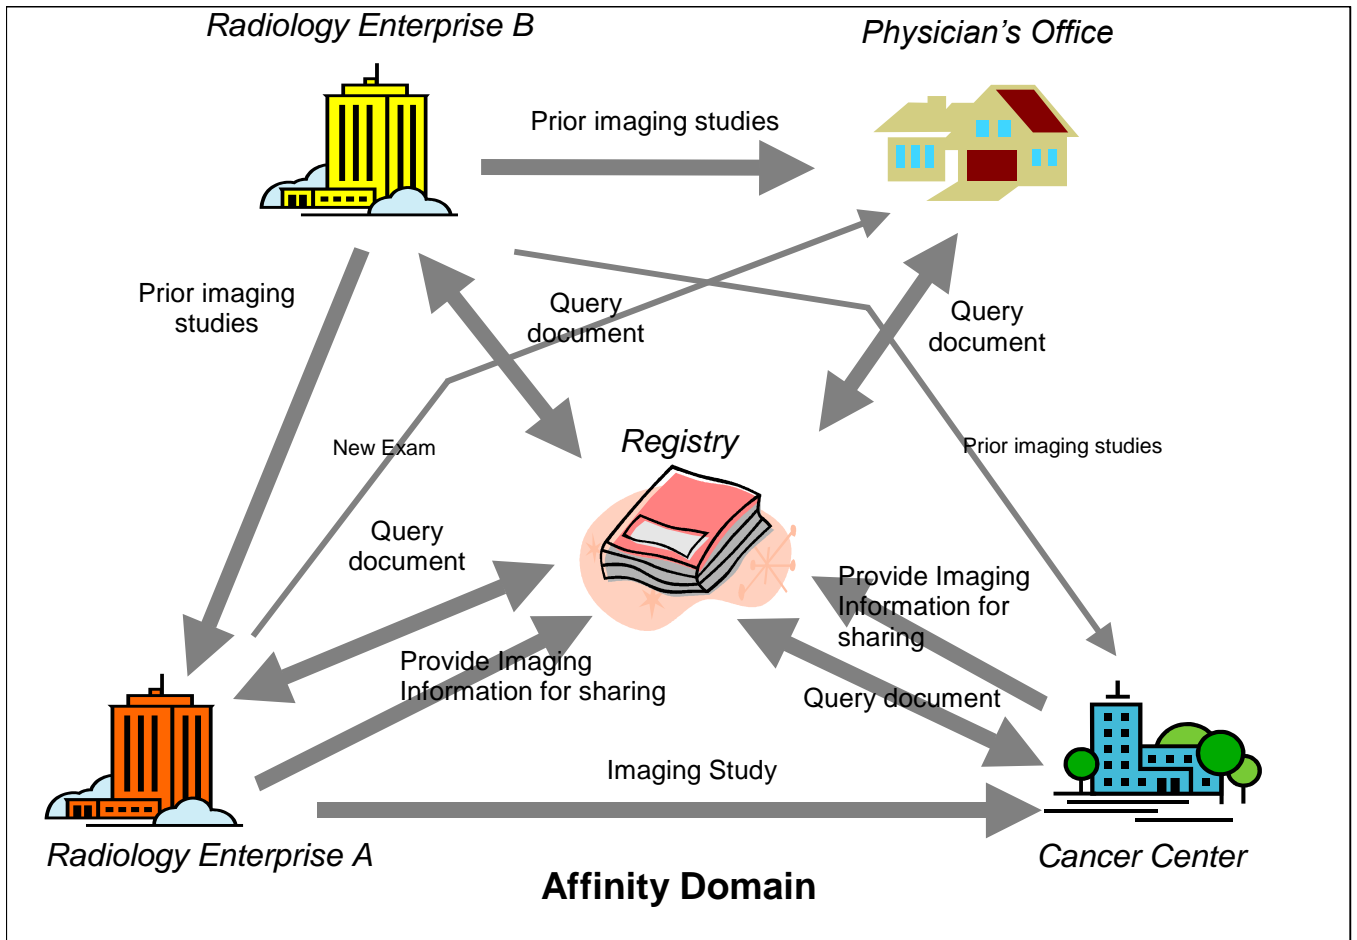 Radiology Enterprise B
Physician’s Office
Prior imaging studies
Prior imaging
studies
Query
document
Query
document
New Exam
Registry
Prior imaging studies
Query
document
Provide Imaging
Information for
sharing
Provide Imaging
Information for sharing
Query document
Imaging Study
Radiology Enterprise A
Cancer Center
Affinity Domain